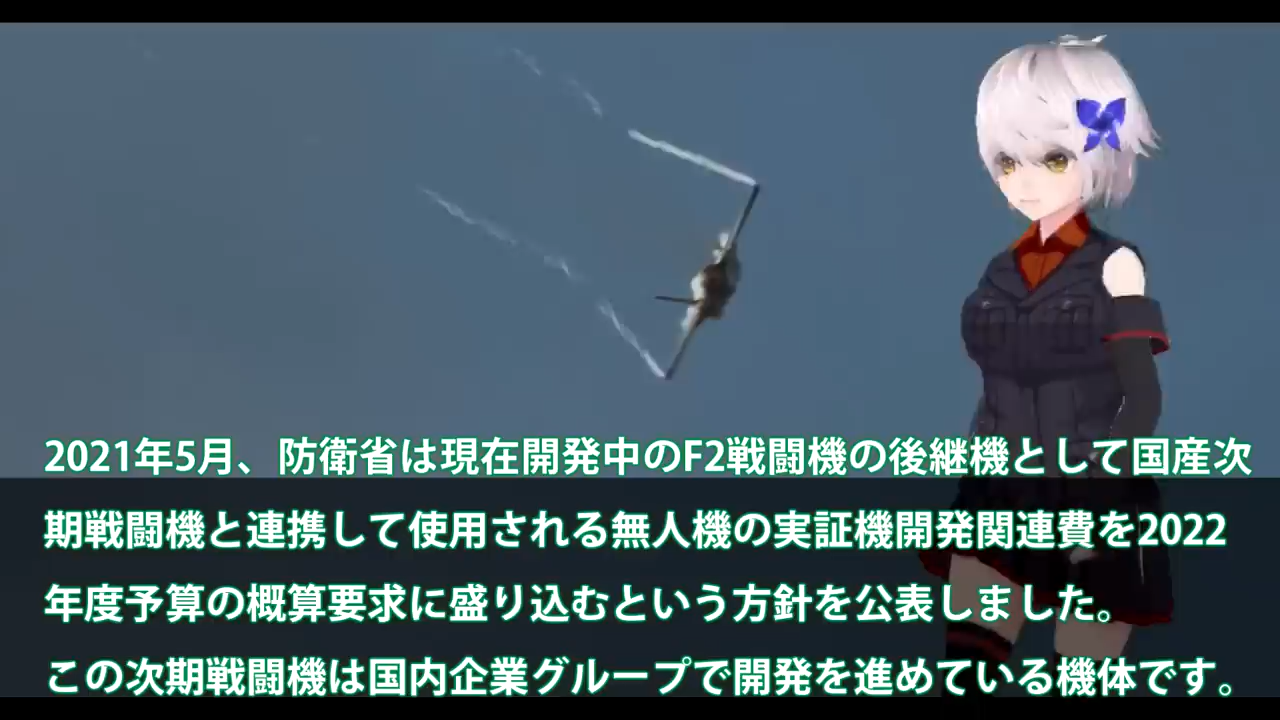 2021年5月、防衛省は現在開発中のF2戦闘機の後継機として国産次
期戦闘機と連携して使用される無人機の実証機開発関連費を2022
年度予算の概算要求に盛り込むという方針を公表しました。
この次期戦闘機は国内企業グループで開発を進めている機体です。